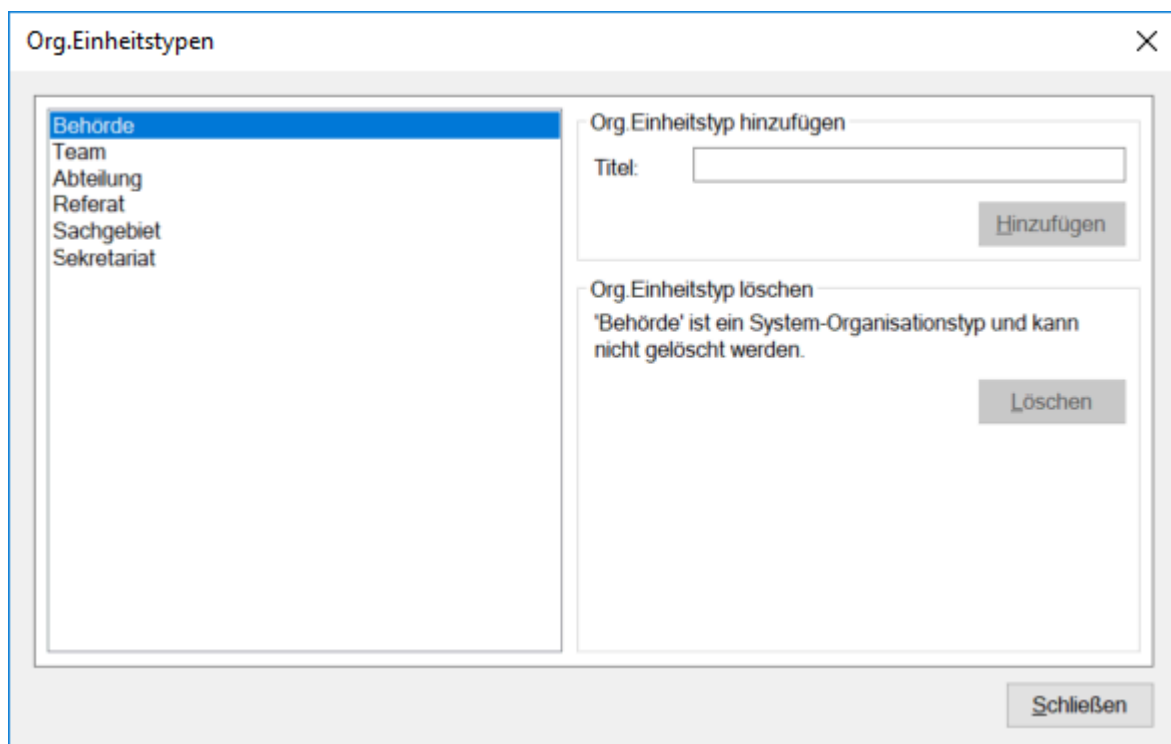 Org.Einheitstypen
Behörde
Team
Abteilung
Referat
Sachgebiet
Sekretariat
Org.Einheitstyp hinzufügen
Titel:
Hinzufügen
Org.Einheitstyp löschen
'Behörde' ist ein System-Organisationstyp und kann
nicht gelöscht werden.
Löschen
Schließen